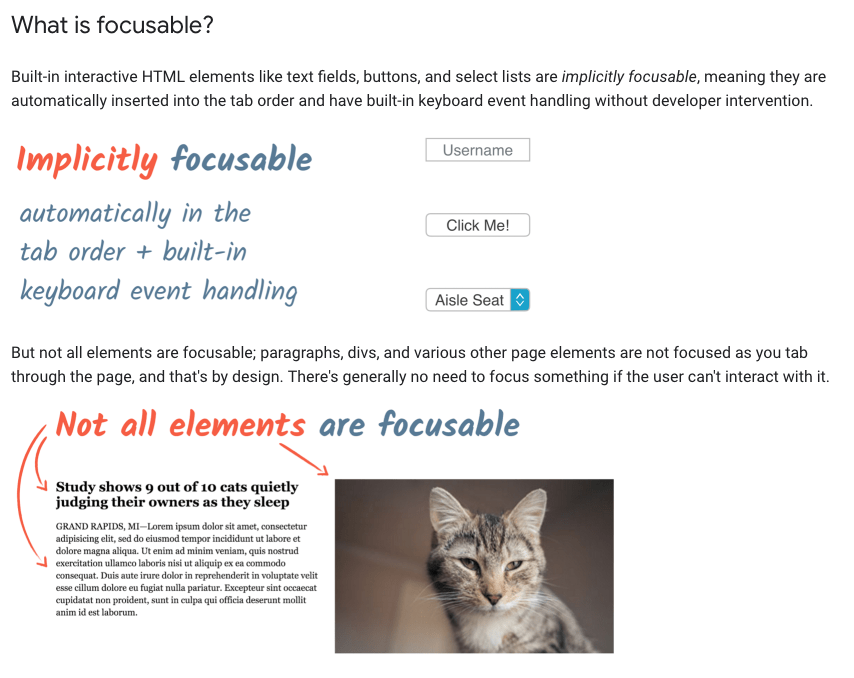 What is focusable?
Built-in interactive HTML elements like text fields, buttons, and select lists are implicitly focusable, meaning they are
automatically inserted into the tab order and have built-in keyboard event handling without developer intervention.
Implicitly focusable
automatically in the
tab order + built-in
keyboard event handling
Username
Click Me!
Aisle Seat
But not all elements are focusable; paragraphs, divs, and various other page elements are not focused as you tab
through the page, and that's by design. There's generally no need to focus something if the user can't interact with it.
Not all elements are focusable
Study shows 9 out of 10 cats quietly
judging their owners as they sleep
GRAND RAPIDS, MI—Lorem ipsum dolor sit amet, consectetur
adipisicing elit, sed do eiusmod tempor incididunt ut labore et
dolore magna aliqua. Ut enim ad minim veniam, quis nostrud
exercitation ullamco laboris nisi ut aliquip ex ea commodo
consequat. Duis aute irure dolor in reprehenderit in voluptate velit
esse cillum dolore eu fugiat nulla pariatur. Excepteur sint occaecat
cupidatat non proident, sunt in culpa qui officia deserunt mollit
anim id est laborum.